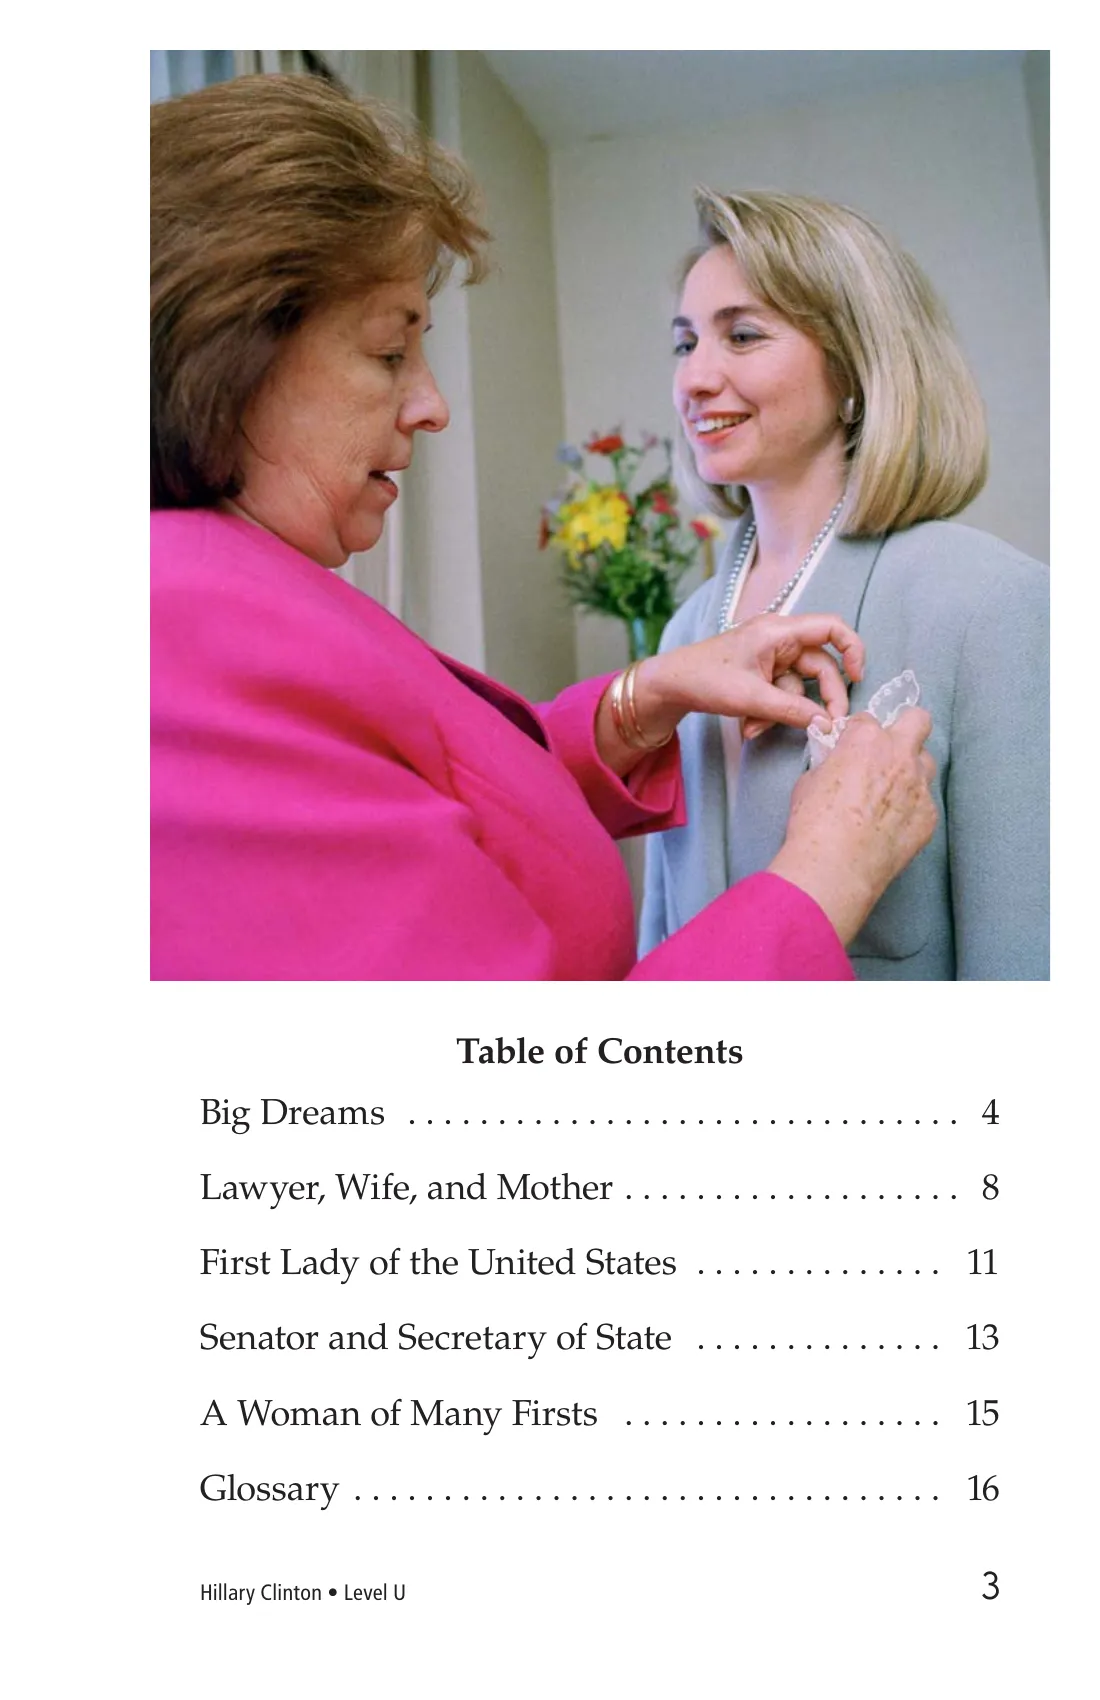 Table of Contents
Big Dreams . . . . . . . . . . . . . . . . . . . . . . . . . . . . . . . 4
Lawyer, Wife, and Mother . . . . . . . . . . . . . . . . . . . 8
First Lady of the United States . . . . . . . . . . . . . . 11
Senator and Secretary of State . . . . . . . . . . . . . . 13
A Woman of Many Firsts . . . . . . . . . . . . . . . . . . 15
Glossary . . . . . . . . . . . . . . . . . . . . . . . . . . . . . . . . . 16
Hillary Clinton • Level U 3